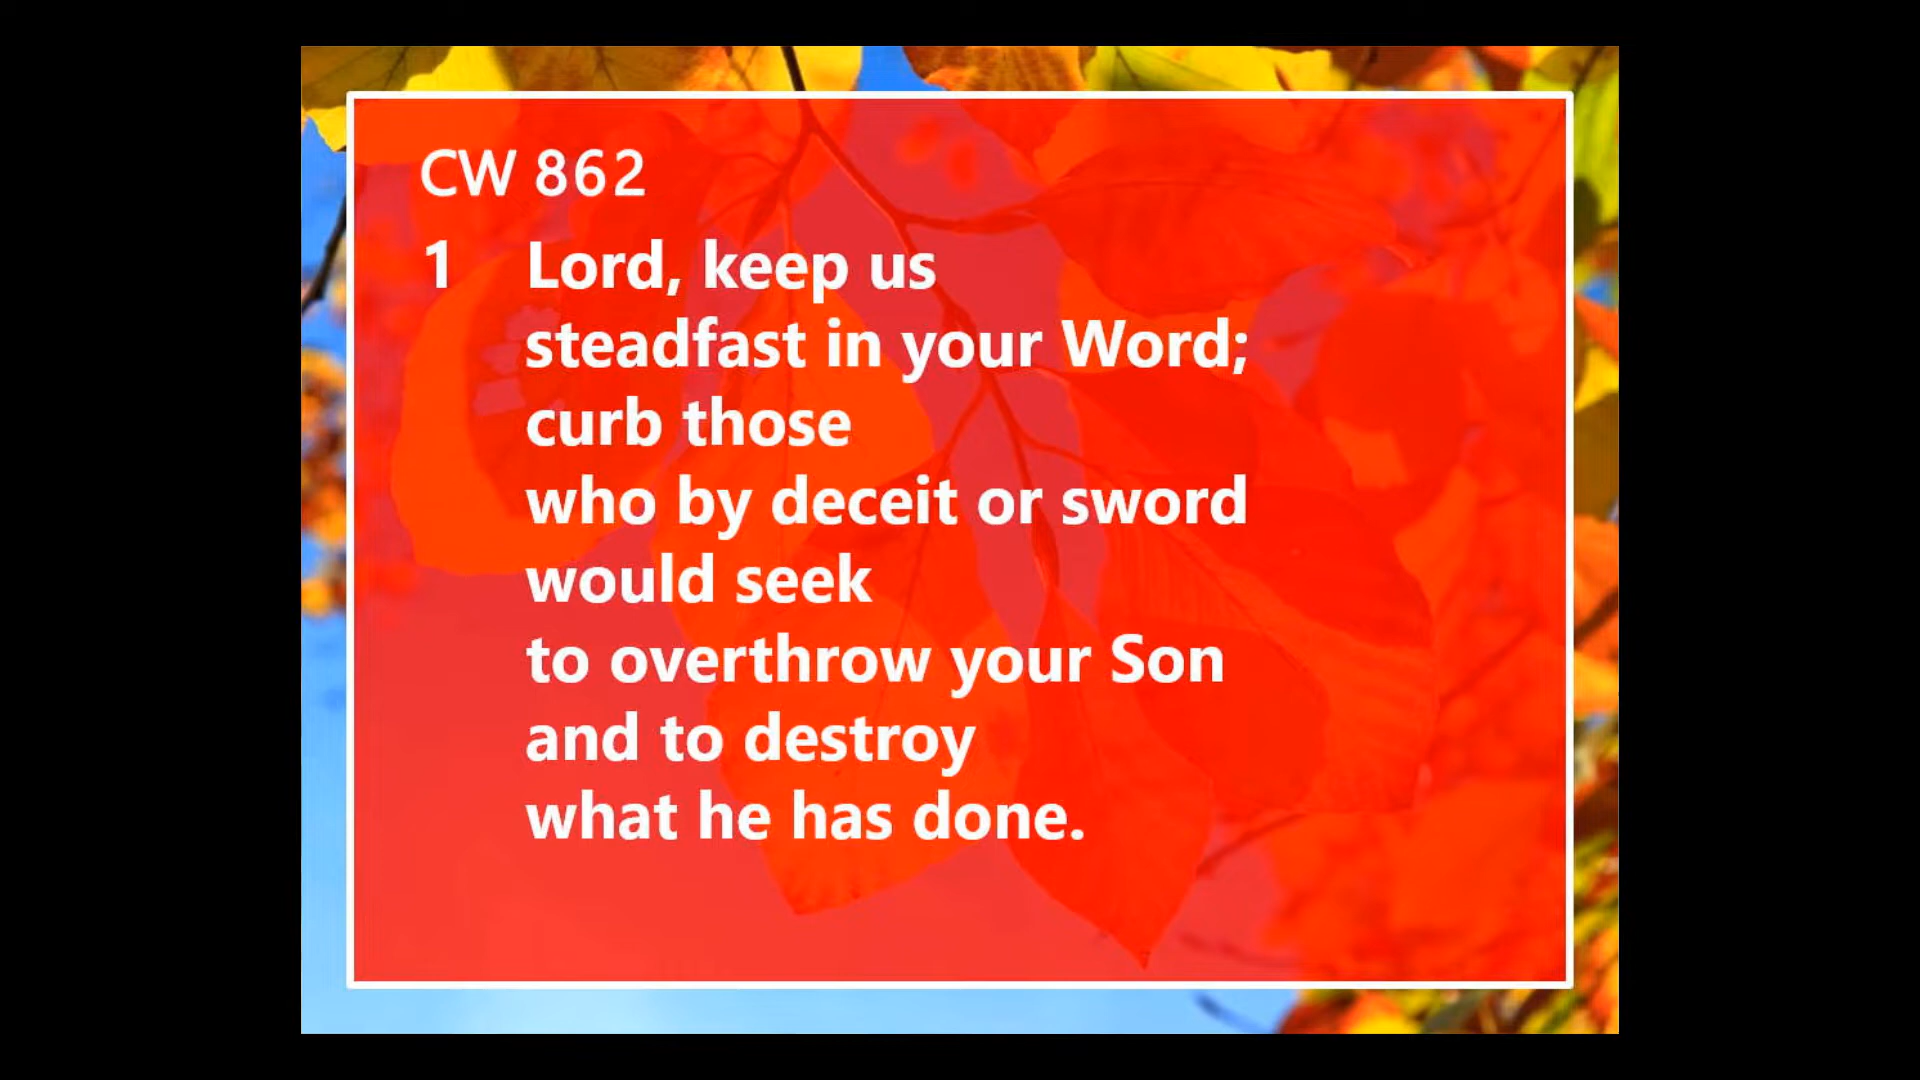 CW 862
1 Lord, keep us
steadfast in your Word;
curb those
who by deceit or sword
would seek
to overthrow your Son
and to destroy
what he has done.